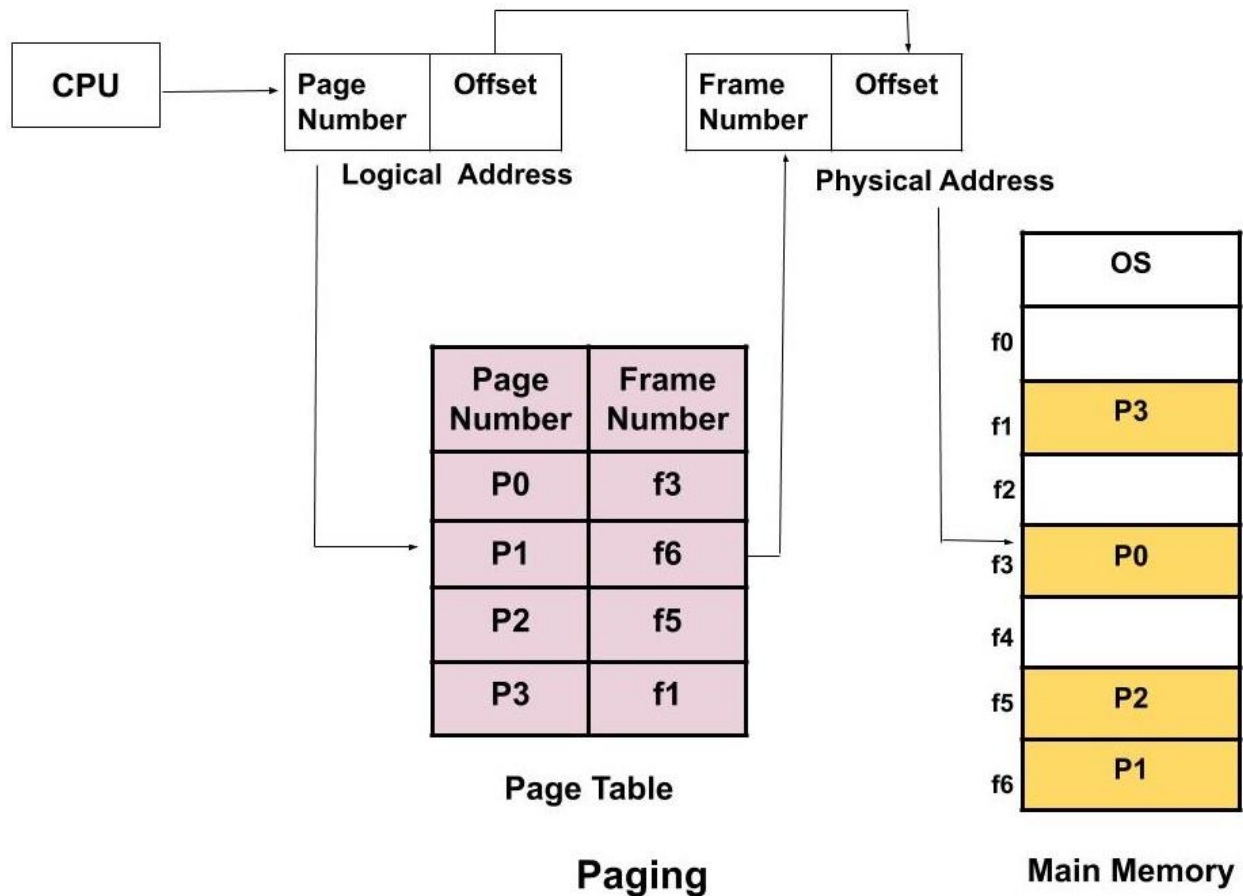 CPU
Page
Number
Offset
Logical Address
Frame
Number
Offset
Physical Address
Page
Number
Frame
Number
P0
f3
P1
f6
P2
f5
P3
f1
Page Table
OS
f0
f1
P3
f2
f3
P0
f4
f5
P2
f6
P1
Paging
Main Memory